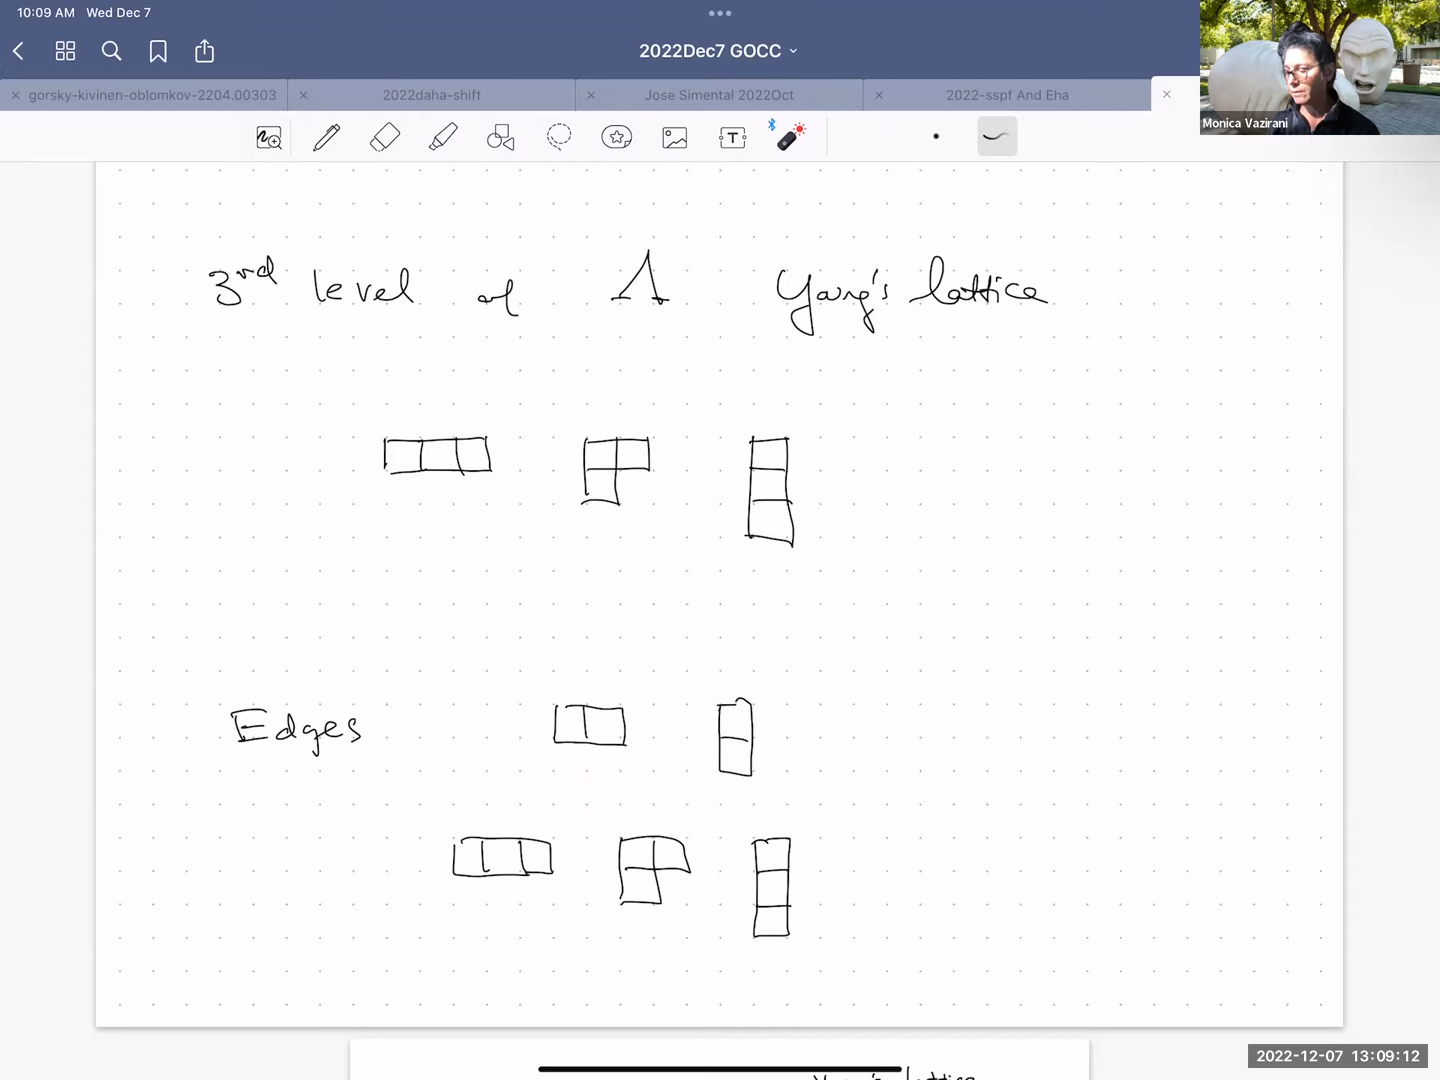 10:09 AM Wed Dec 7
2022Dec7 GOCC
gorsky-kivinen-oblomkov-2204.00303 2022daha-shift Jose Simental 2022Oct 2022-sspf And Eha
Monica Vazirani
T
3rd level of Λ Young's lattice
Edges
2022-12-07 13:09:12